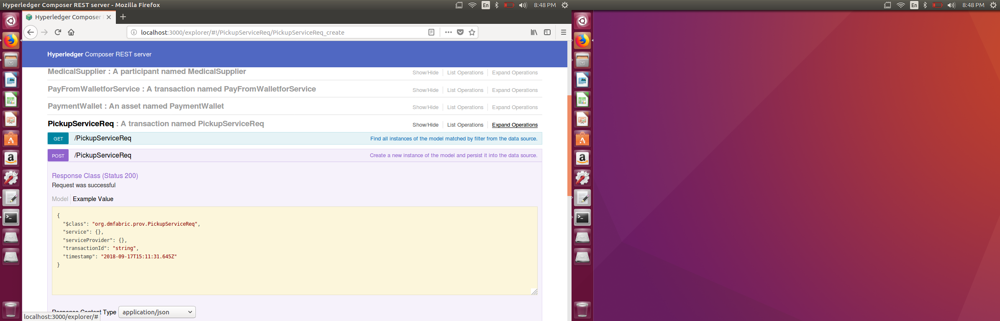 Hyperledger Composer REST server - Mozilla Firefox
En
8:48 PM
En
8:48 PM
Hyperledger Composer
localhost:3000/explorer/#!/PickupServiceReq/PickupServiceReq_create
Hyperledger Composer REST server
MedicalSupplier : A participant named MedicalSupplier
Show/Hide
List Operations
Expand Operations
PayFromWalletforService : A transaction named PayFromWalletforService
Show/Hide
List Operations
Expand Operations
PaymentWallet : An asset named PaymentWallet
Show/Hide
List Operations
Expand Operations
PickupServiceReq : A transaction named PickupServiceReq
Show/Hide
List Operations
Expand Operations
GET
/PickupServiceReq
Find all instances of the model matched by filter from the data source.
POST
/PickupServiceReq
Create a new instance of the model and persist it into the data source.
Response Class (Status 200)
Request was successful
Model
Example Value
{
"$class": "org.dmfabric.prov.PickupServiceReq",
"service": {},
"serviceProvider": {},
"transactionId": "string",
"timestamp": "2018-09-17T15:11:31.645Z"
}
Response Content Type
application/json
localhost:3000/explorer/#